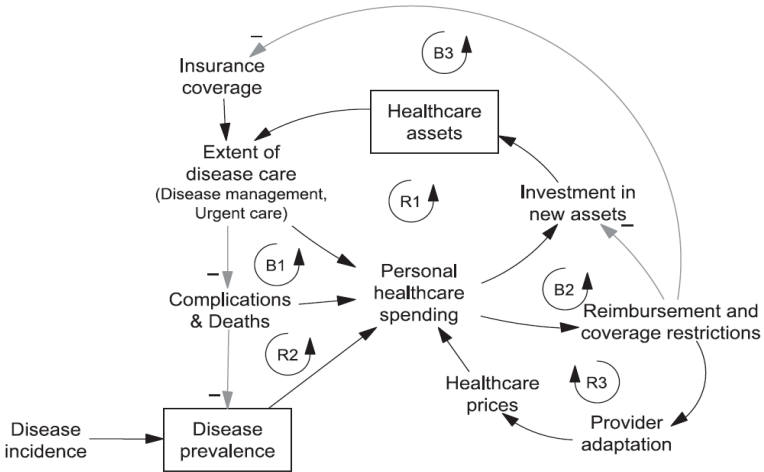 –
B3
Insurance
coverage
Healthcare
assets
Extent of
disease care
(Disease management,
Urgent care)
R1
Investment in
new assets
–
–
B1
Personal
healthcare
spending
B2
Complications
& Deaths
Reimbursement and
coverage restrictions
R2
R3
Healthcare
prices
–
Disease
incidence
Disease
prevalence
Provider
adaptation